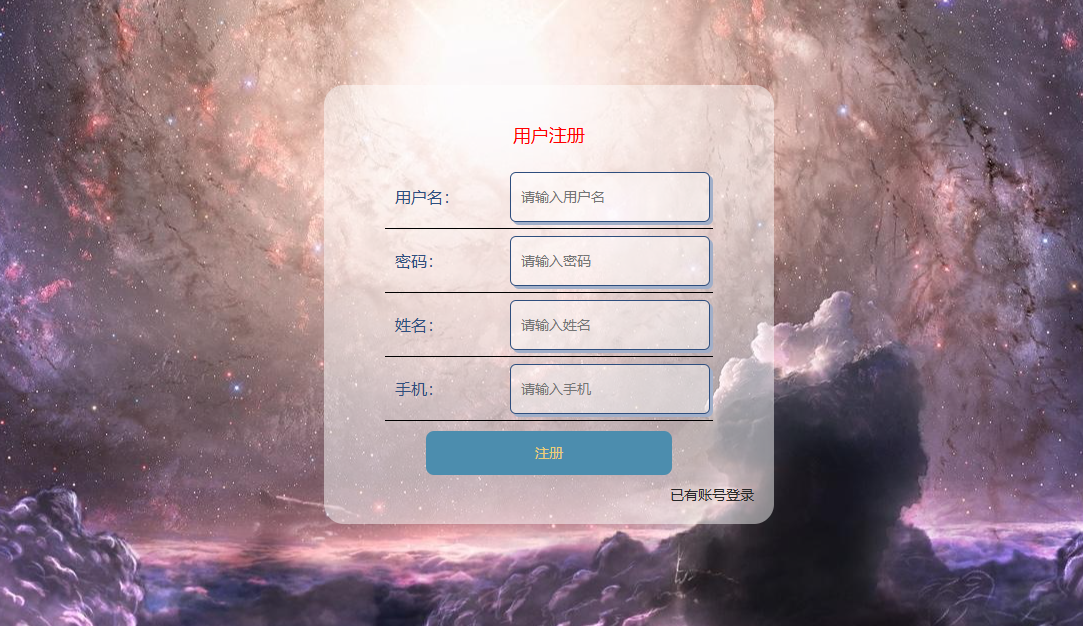 用户注册
用户名：
请输入用户名
密码：
请输入密码
姓名：
请输入姓名
手机：
请输入手机
注册
已有账号登录